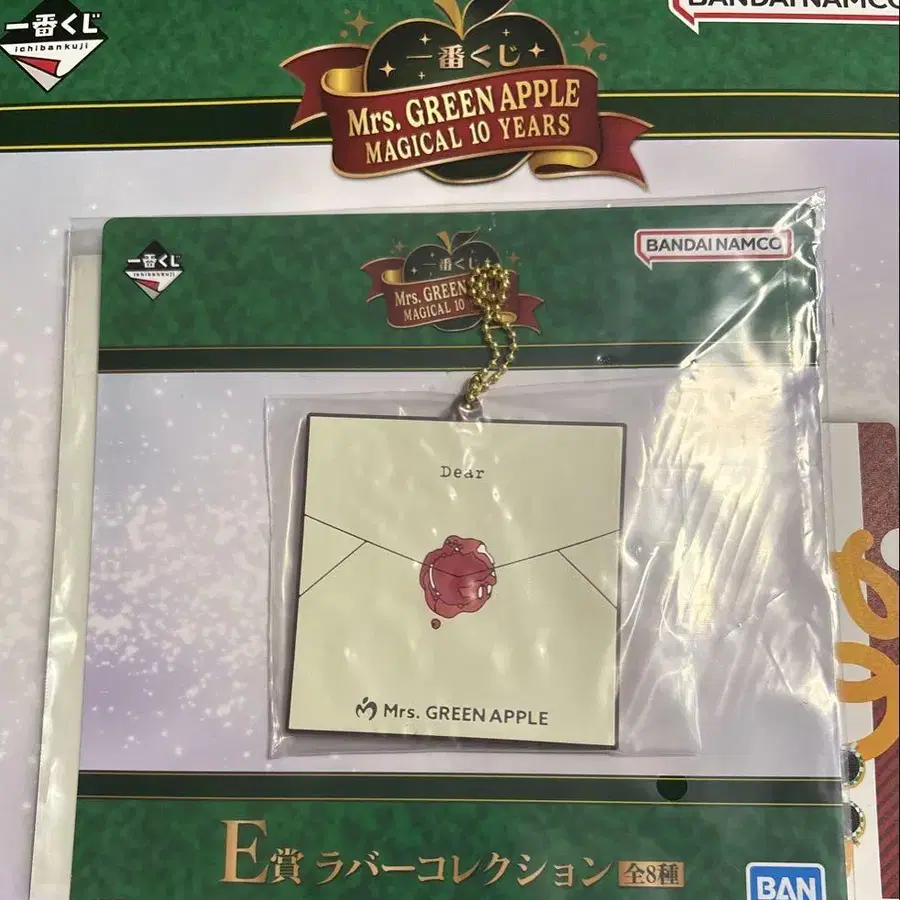 一番くじ
ichibankuji
BANDAI NAMCO
一番くじ
Mrs. GREEN APPLE
MAGICAL 10 YEARS
一番くじ
ichibankuji
一番くじ
Mrs. GREEN
MAGICAL 10
BANDAI NAMCO
Dear
Mrs. GREEN APPLE
E賞 ラバーコレクション 全8種
BAN